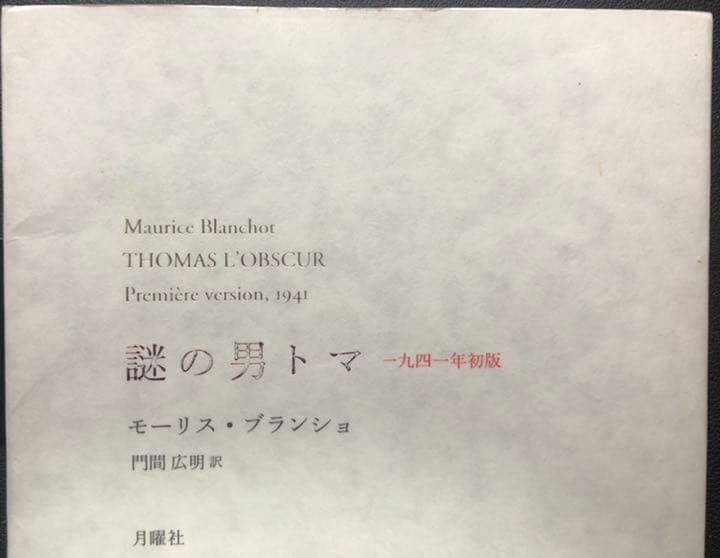 Maurice Blanchot
THOMAS L'OBSCUR
Première version, 1941
謎の男トマ 一九四一年初版
モーリス・ブランショ
門間広明 訳
月曜社